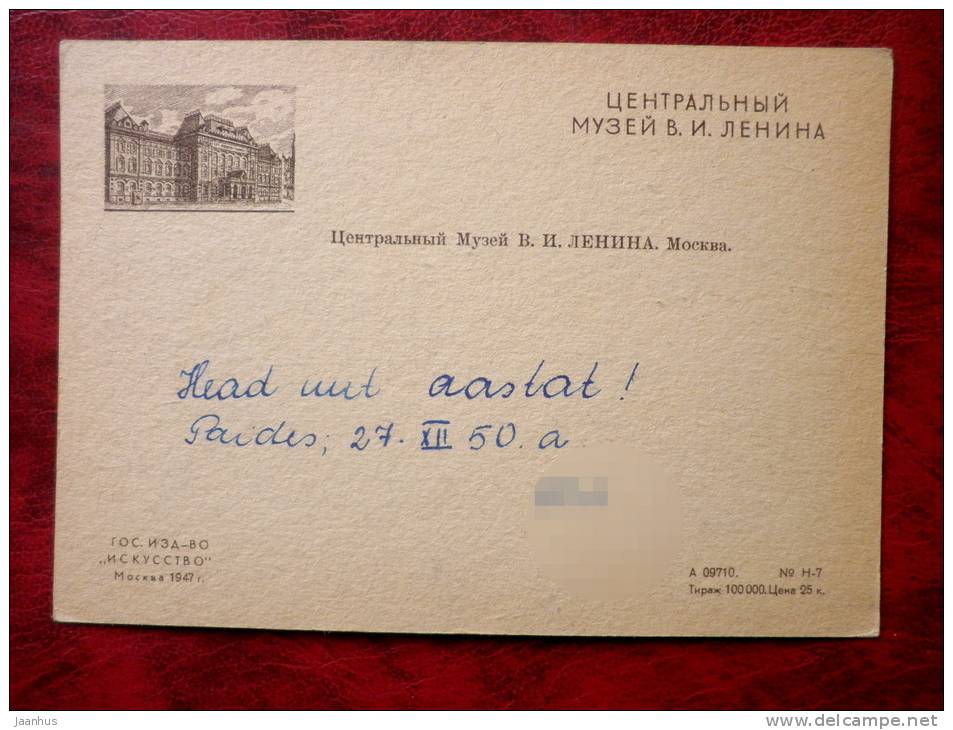 ЦЕНТРАЛЬНЫЙ
МУЗЕЙ В. И. ЛЕНИНА
Центральный Музей В. И. ЛЕНИНА. Москва.
Head uut aastat!
Paides, 27. XII 50. a
ГОС. ИЗД-ВО
„ИСКУССТВО"
Москва 1947 г.
А 09710. № Н-7
Тираж 100 000. Цена 25 к.
Jaanhus
www.delcampe.net